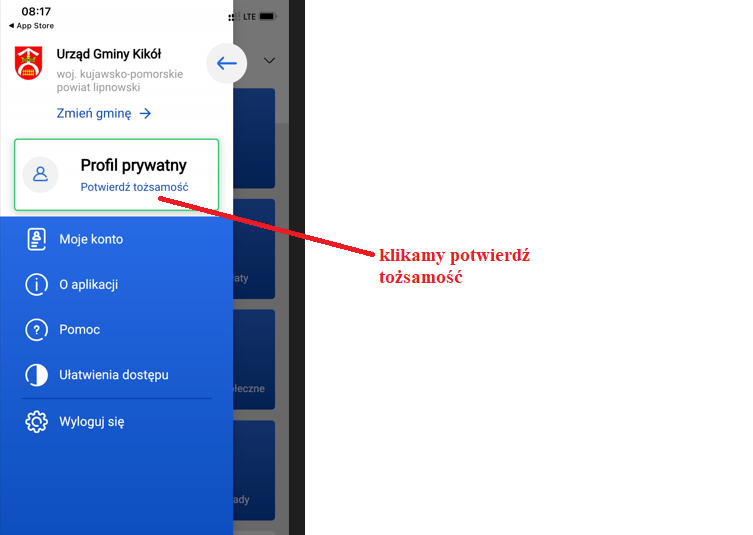 08:17
LTE
◀ App Store
Urząd Gminy Kikół
woj. kujawsko-pomorskie
powiat lipnowski
Zmień gminę →
Profil prywatny
Potwierdź tożsamość
klikamy potwierdź
tożsamość
Moje konto
O aplikacji
aty
Pomoc
Ułatwienia dostępu
łeczne
Wyloguj się
ady